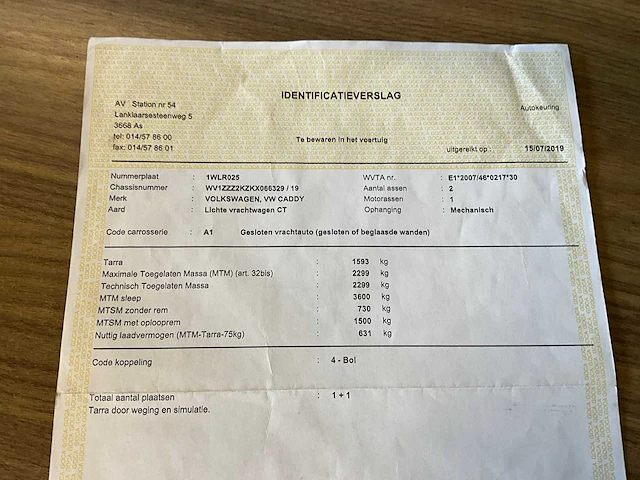 IDENTIFICATIEVERSLAG
AV Station nr 54
Lanklaarsesteenweg 5
3668 As
tel: 014/57 86 00
fax: 014/57 86 01
Autokeuring
Te bewaren in het voertuig
uitgereikt op : 15/07/2019
Nummerplaat : 1WLR025 WVTA nr. : E1*2007/46*0217*30
Chassisnummer : WV1ZZZ2KZKX066329 / 19 Aantal assen : 2
Merk : VOLKSWAGEN, VW CADDY Motorassen : 1
Aard : Lichte vrachtwagen CT Ophanging : Mechanisch
Code carrosserie : A1 Gesloten vrachtauto (gesloten of beglaasde wanden)
Tarra : 1593 kg
Maximale Toegelaten Massa (MTM) (art. 32bis) : 2299 kg
Technisch Toegelaten Massa : 2299 kg
MTM sleep : 3600 kg
MTSM zonder rem : 730 kg
MTSM met oplooprem : 1500 kg
Nuttig laadvermogen (MTM-Tarra-75kg) : 631 kg
Code koppeling : 4 - Bol
Totaal aantal plaatsen : 1 + 1
Tarra door weging en simulatie.